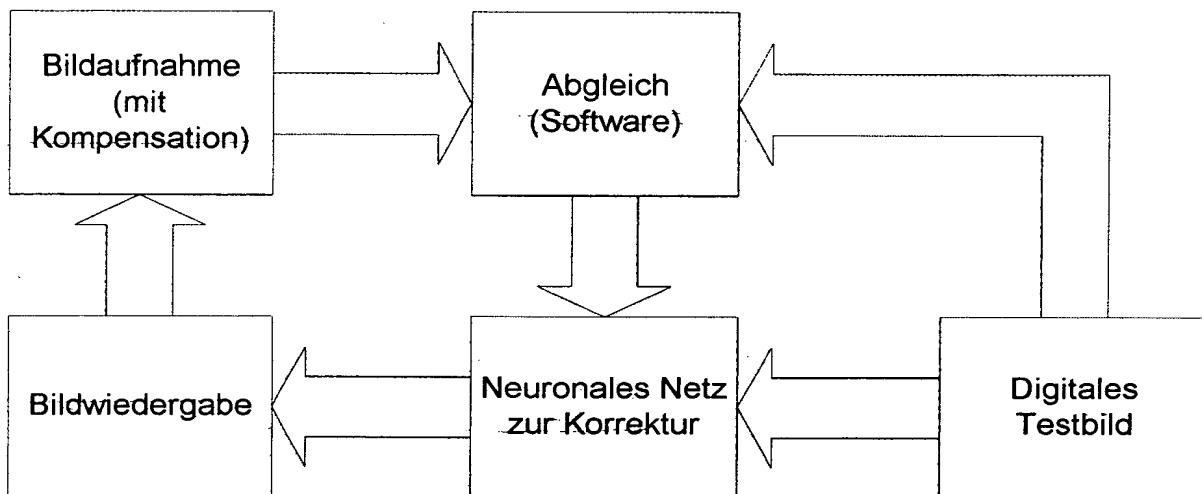 Bildaufnahme
(mit
Kompensation)
Abgleich
(Software)
Bildwiedergabe
Neuronales Netz
zur Korrektur
Digitales
Testbild